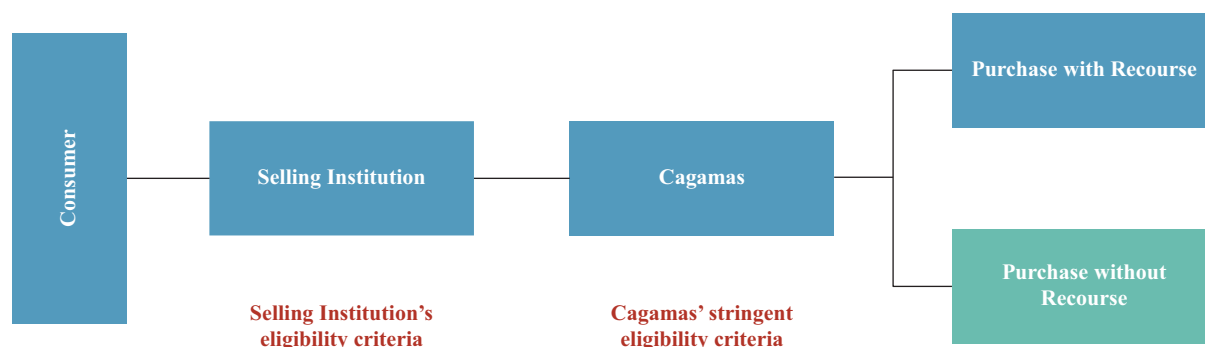 Consumer
Selling Institution
Cagamas
Purchase with Recourse
Purchase without
Recourse
Selling Institution’s
eligibility criteria
Cagamas’ stringent
eligibility criteria